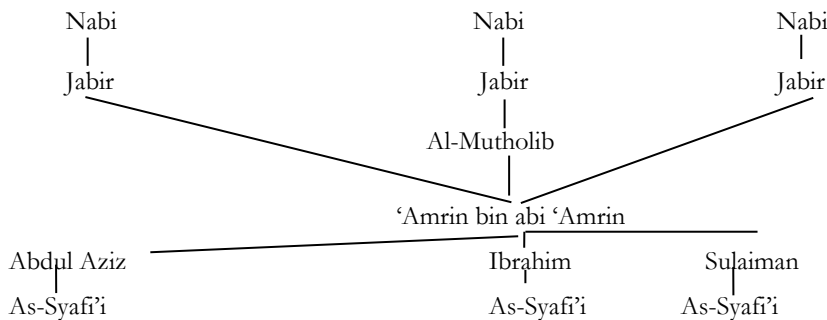 Nabi Nabi Nabi
Jabir Jabir Jabir
Al-Mutholib
‘Amrin bin abi ‘Amrin
Abdul Aziz Ibrahim Sulaiman
As-Syafi’i As-Syafi’i As-Syafi’i